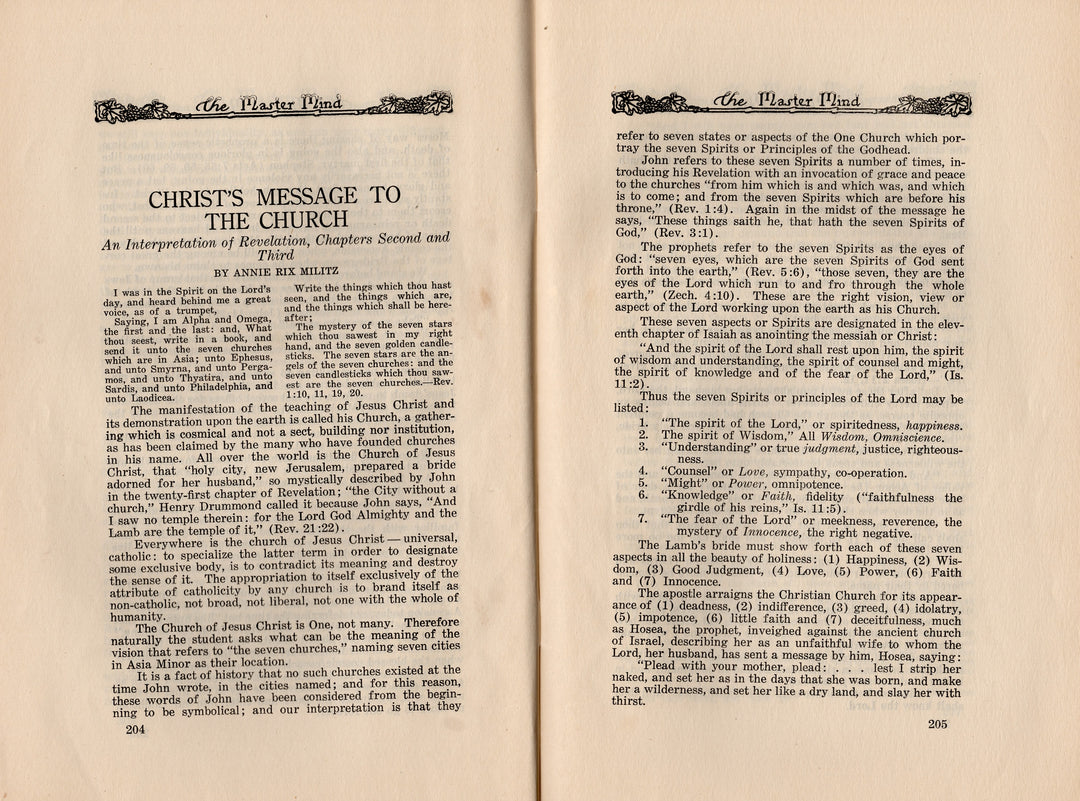 The Master Mind
CHRIST'S MESSAGE TO
THE CHURCH
An Interpretation of Revelation, Chapters Second and
Third
BY ANNIE RIX MILITZ
I was in the Spirit on the Lord's
day, and heard behind me a great
voice, as of a trumpet,
Saying, I am Alpha and Omega,
the first and the last: and, What
thou seest, write in a book, and
send it unto the seven churches
which are in Asia; unto Ephesus,
and unto Smyrna, and unto Perga-
mos, and unto Thyatira, and unto
Sardis, and unto Philadelphia, and
unto Laodicea.
Write the things which thou hast
seen, and the things which are,
and the things which shall be here-
after;
The mystery of the seven stars
which thou sawest in my right
hand, and the seven golden candle-
sticks. The seven stars are the an-
gels of the seven churches: and the
seven candlesticks which thou saw-
est are the seven churches.—Rev.
1:10, 11, 19, 20.
The manifestation of the teaching of Jesus Christ and
its demonstration upon the earth is called his Church, a gather-
ing which is cosmical and not a sect, building nor institution,
as has been claimed by the many who have founded churches
in his name. All over the world is the Church of Jesus
Christ, that "holy city, new Jerusalem, prepared a bride
adorned for her husband," so mystically described by John
in the twenty-first chapter of Revelation; "the City without a
church," Henry Drummond called it because John says, "And
I saw no temple therein: for the Lord God Almighty and the
Lamb are the temple of it," (Rev. 21:22).
Everywhere is the church of Jesus Christ — universal,
catholic: to specialize the latter term in order to designate
some exclusive body, is to contradict its meaning and destroy
the sense of it. The appropriation to itself exclusively of the
attribute of catholicity by any church is to brand itself as
non-catholic, not broad, not liberal, not one with the whole of
humanity.
The Church of Jesus Christ is One, not many. Therefore
naturally the student asks what can be the meaning of the
vision that refers to "the seven churches," naming seven cities
in Asia Minor as their location.
It is a fact of history that no such churches existed at the
time John wrote, in the cities named; and for this reason,
these words of John have been considered from the begin-
ning to be symbolical; and our interpretation is that they
204
The Master Mind
refer to seven states or aspects of the One Church which por-
tray the seven Spirits or Principles of the Godhead.
John refers to these seven Spirits a number of times, in-
troducing his Revelation with an invocation of grace and peace
to the churches "from him which is and which was, and which
is to come; and from the seven Spirits which are before his
throne," (Rev. 1:4). Again in the midst of the message he
says, "These things saith he, that hath the seven Spirits of
God," (Rev. 3:1).
The prophets refer to the seven Spirits as the eyes of
God: "seven eyes, which are the seven Spirits of God sent
forth into the earth," (Rev. 5:6), "those seven, they are the
eyes of the Lord which run to and fro through the whole
earth," (Zech. 4:10). These are the right vision, view or
aspect of the Lord working upon the earth as his Church.
These seven aspects or Spirits are designated in the elev-
enth chapter of Isaiah as anointing the messiah or Christ:
"And the spirit of the Lord shall rest upon him, the spirit
of wisdom and understanding, the spirit of counsel and might,
the spirit of knowledge and of the fear of the Lord," (Is.
11:2).
Thus the seven Spirits or principles of the Lord may be
listed:
1. "The spirit of the Lord," or spiritedness, happiness.
2. The spirit of Wisdom," All Wisdom, Omniscience.
3. "Understanding" or true judgment, justice, righteous-
ness.
4. "Counsel" or Love, sympathy, co-operation.
5. "Might" or Power, omnipotence.
6. "Knowledge" or Faith, fidelity ("faithfulness the
girdle of his reins," Is. 11:5).
7. "The fear of the Lord" or meekness, reverence, the
mystery of Innocence, the right negative.
The Lamb's bride must show forth each of these seven
aspects in all the beauty of holiness: (1) Happiness, (2) Wis-
dom, (3) Good Judgment, (4) Love, (5) Power, (6) Faith
and (7) Innocence.
The apostle arraigns the Christian Church for its appear-
ance of (1) deadness, (2) indifference, (3) greed, (4) idolatry,
(5) impotence, (6) little faith and (7) deceitfulness, much
as Hosea, the prophet, inveighed against the ancient church
of Israel, describing her as an unfaithful wife to whom the
Lord, her husband, has sent a message by him, Hosea, saying:
"Plead with your mother, plead: . . . lest I strip her
naked, and set her as in the days that she was born, and make
her a wilderness, and set her like a dry land, and slay her with
thirst.
205